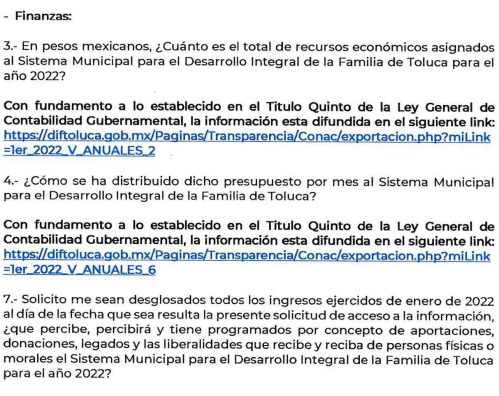 - Finanzas:
3.- En pesos mexicanos, ¿Cuánto es el total de recursos económicos asignados
al Sistema Municipal para el Desarrollo Integral de la Familia de Toluca para el
año 2022?
Con fundamento a lo establecido en el Titulo Quinto de la Ley General de
Contabilidad Gubernamental, la información esta difundida en el siguiente link:
https://diftoluca.gob.mx/Paginas/Transparencia/Conac/exportacion.php?miLink
=1er_2022_V_ANUALES_2
4.- ¿Cómo se ha distribuido dicho presupuesto por mes al Sistema Municipal
para el Desarrollo Integral de la Familia de Toluca?
Con fundamento a lo establecido en el Titulo Quinto de la Ley General de
Contabilidad Gubernamental, la información esta difundida en el siguiente link:
https://diftoluca.gob.mx/Paginas/Transparencia/Conac/exportacion.php?miLink
=1er_2022_V_ANUALES_6
7.- Solicito me sean desglosados todos los ingresos ejercidos de enero de 2022
al día de la fecha que sea resulta la presente solicitud de acceso a la información,
¿que percibe, percibirá y tiene programados por concepto de aportaciones,
donaciones, legados y las liberalidades que recibe y reciba de personas físicas o
morales el Sistema Municipal para el Desarrollo Integral de la Familia de Toluca
para el año 2022?